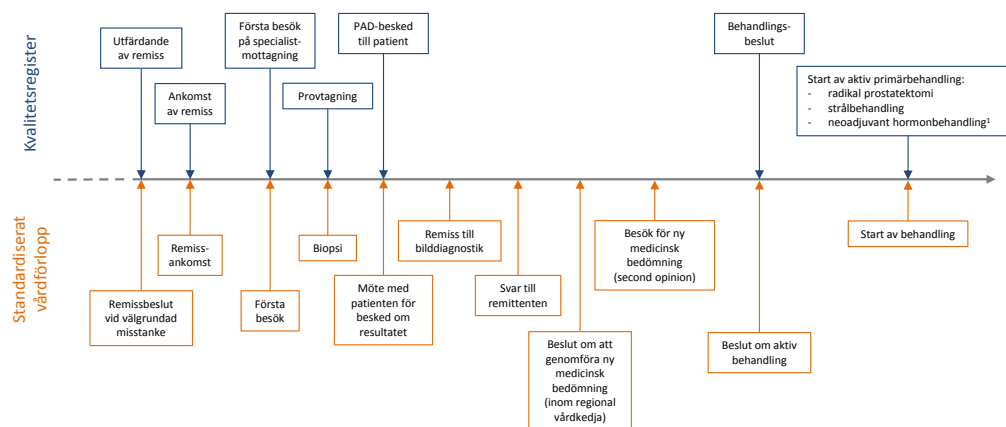 Kvalitetsregister
Utfärdande
av remiss
Ankomst
av remiss
Första besök
på specialist-
mottagning
Provtagning
PAD-besked
till patient
Behandlings-
beslut
Start av aktiv primärbehandling:
- radikal prostatektomi
- strålbehandling
- neoadjuvant hormonbehandling¹
Standardiserat
vårdförlopp
Remissbeslut
vid välgrundad
misstanke
Remiss-
ankomst
Första
besök
Biopsi
Möte med
patienten för
besked om
resultatet
Remiss till
bilddiagnostik
Svar till
remittenten
Beslut om att
genomföra ny
medicinsk
bedömning
(inom regional
vårdkedja)
Besök för ny
medicinsk
bedömning
(second opinion)
Beslut om aktiv
behandling
Start av behandling